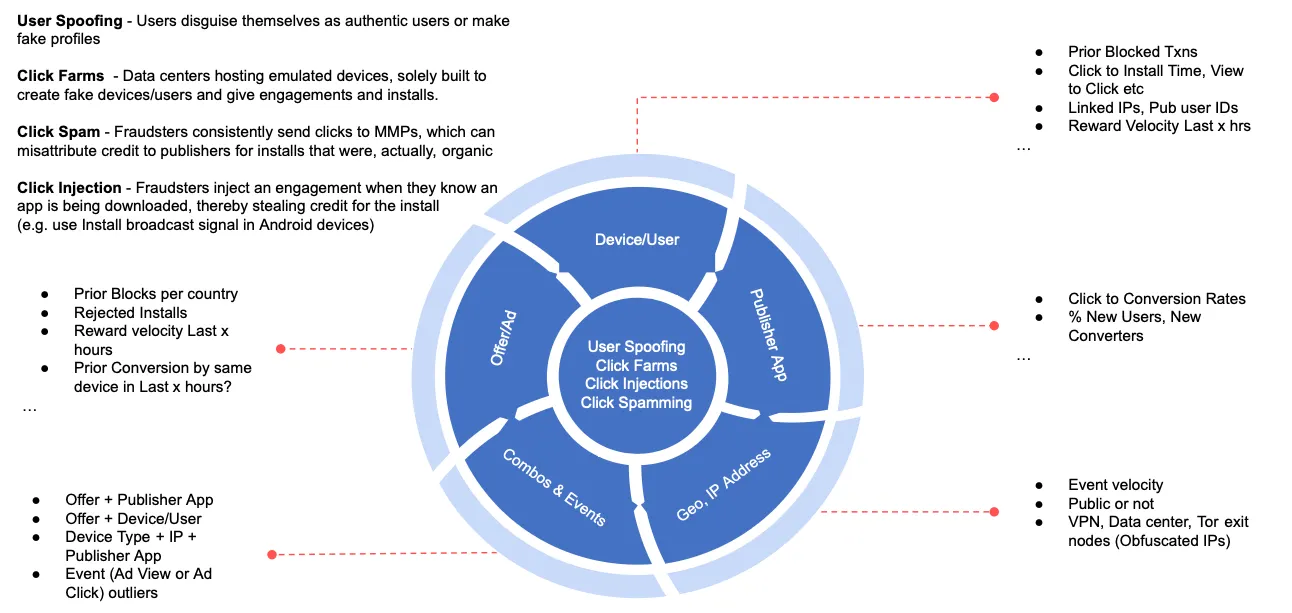 User Spoofing - Users disguise themselves as authentic users or make
fake profiles
Click Farms - Data centers hosting emulated devices, solely built to
create fake devices/users and give engagements and installs.
Click Spam - Fraudsters consistently send clicks to MMPs, which can
misattribute credit to publishers for installs that were, actually, organic
Click Injection - Fraudsters inject an engagement when they know an
app is being downloaded, thereby stealing credit for the install
(e.g. use Install broadcast signal in Android devices)
● Prior Blocked Txns
● Click to Install Time, View
to Click etc
● Linked IPs, Pub user IDs
● Reward Velocity Last x hrs
...
Device/User
Publisher App
Geo, IP Address
Combos & Events
Offer/Ad
User Spoofing
Click Farms
Click Injections
Click Spamming
● Prior Blocks per country
● Rejected Installs
● Reward velocity Last x
hours
● Prior Conversion by same
device in Last x hours?
...
● Click to Conversion Rates
● % New Users, New
Converters
...
● Offer + Publisher App
● Offer + Device/User
● Device Type + IP +
Publisher App
● Event (Ad View or Ad
Click) outliers
● Event velocity
● Public or not
● VPN, Data center, Tor exit
nodes (Obfuscated IPs)